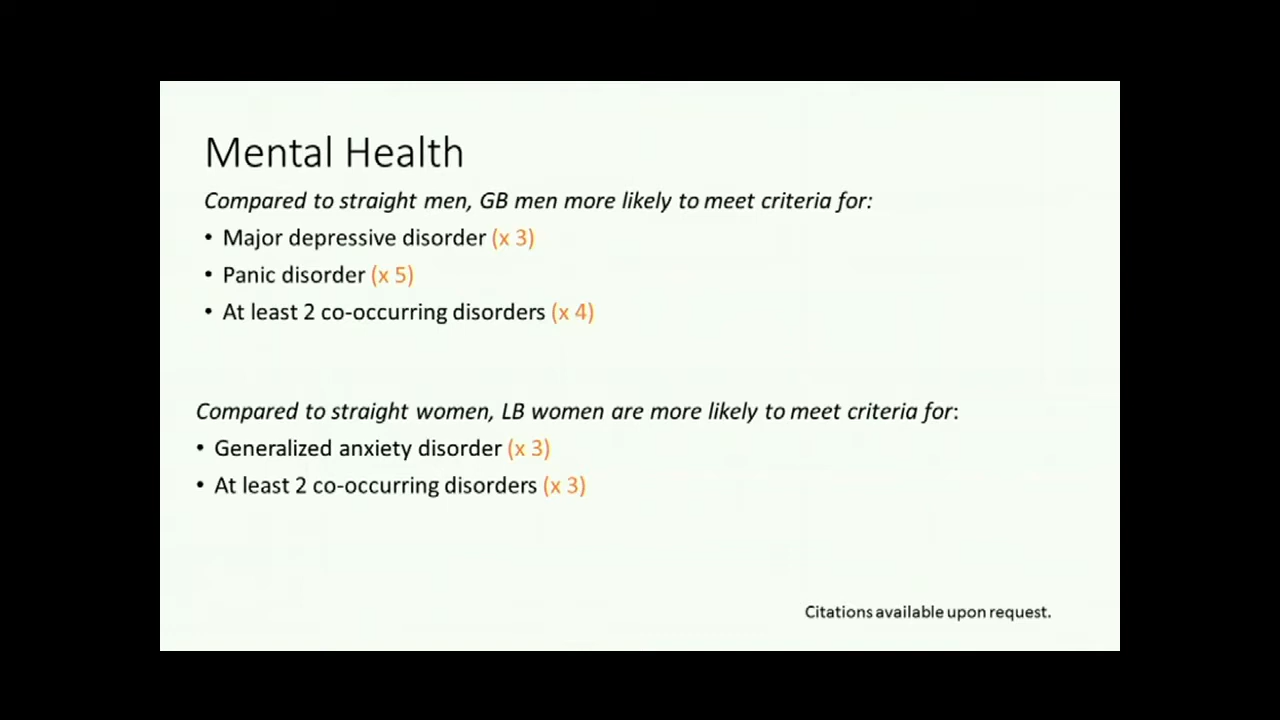 Mental Health
Compared to straight men, GB men more likely to meet criteria for:
• Major depressive disorder (x 3)
• Panic disorder (x 5)
• At least 2 co-occurring disorders (x 4)
Compared to straight women, LB women are more likely to meet criteria for:
• Generalized anxiety disorder (x 3)
• At least 2 co-occurring disorders (x 3)
Citations available upon request.